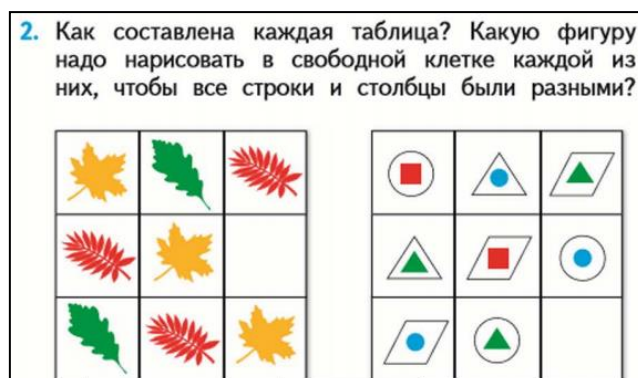 2. Как составлена каждая таблица? Какую фигуру
надо нарисовать в свободной клетке каждой из
них, чтобы все строки и столбцы были разными?